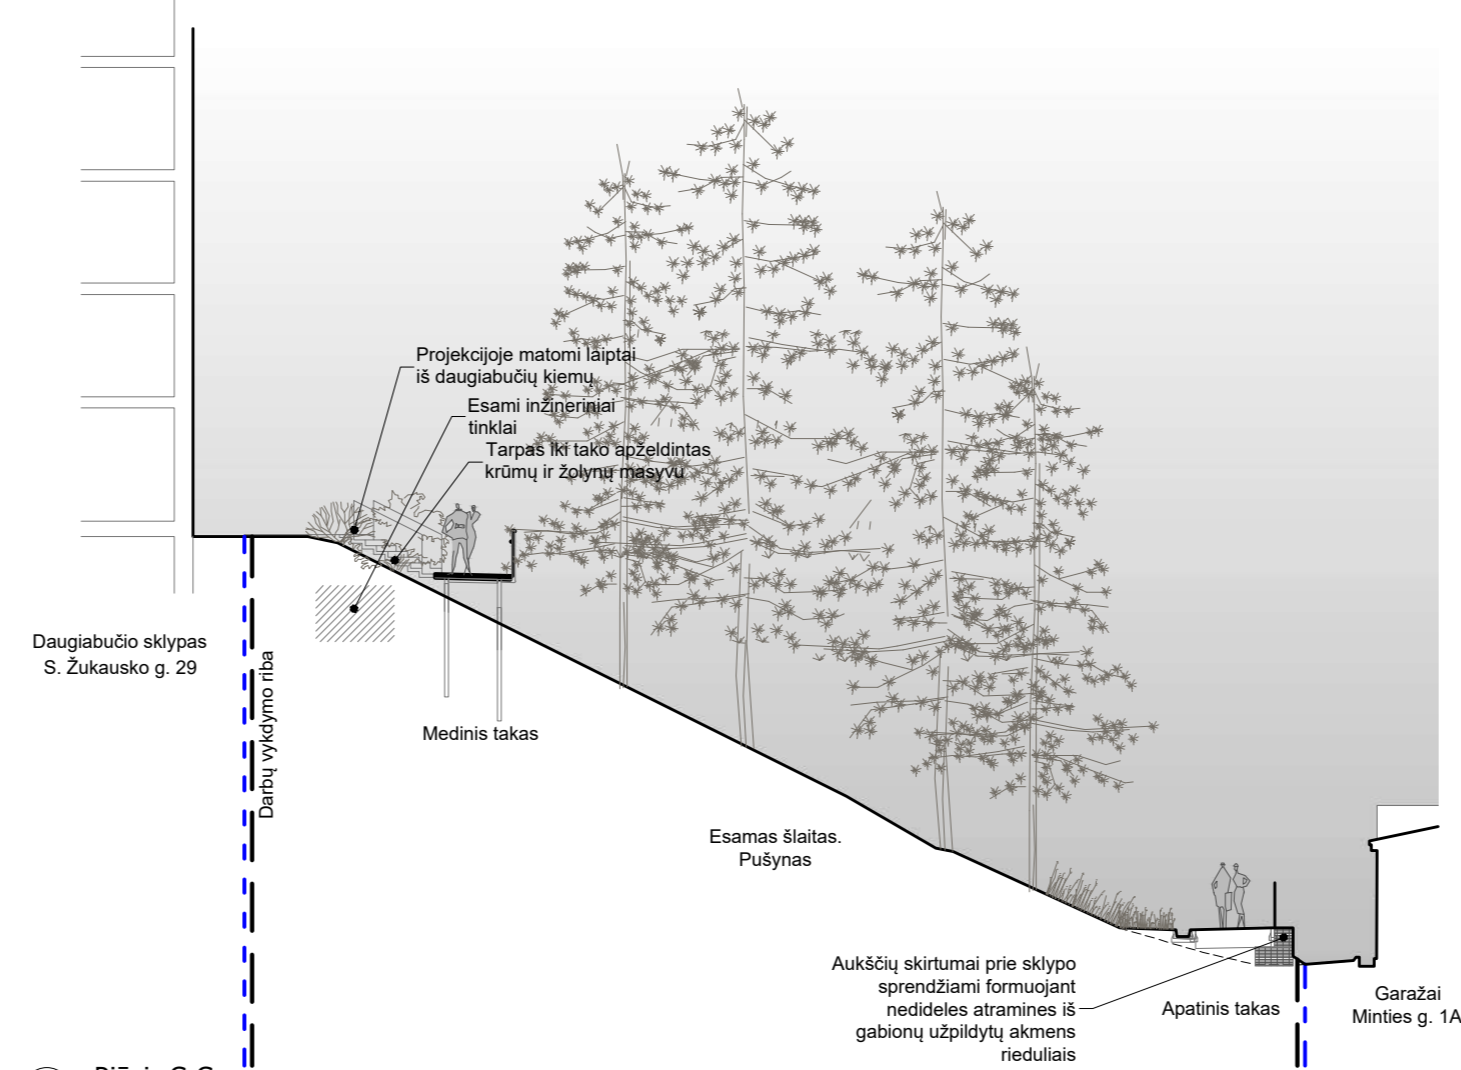 Projekcijoje matomi laiptai
iš daugiabučių kiemų
Esami inžineriniai
tinklai
Tarpas iki tako apželdintas
krūmų ir žolynų masyvu
Daugiabučio sklypas
S. Žukausko g. 29
Darbų vykdymo riba
Medinis takas
Esamas šlaitas.
Pušynas
Aukščių skirtumai prie sklypo
sprendžiami formuojant
nedideles atramines iš
gabionų užpildytų akmens
rieduliais
Apatinis takas
Garažai
Minties g. 1A